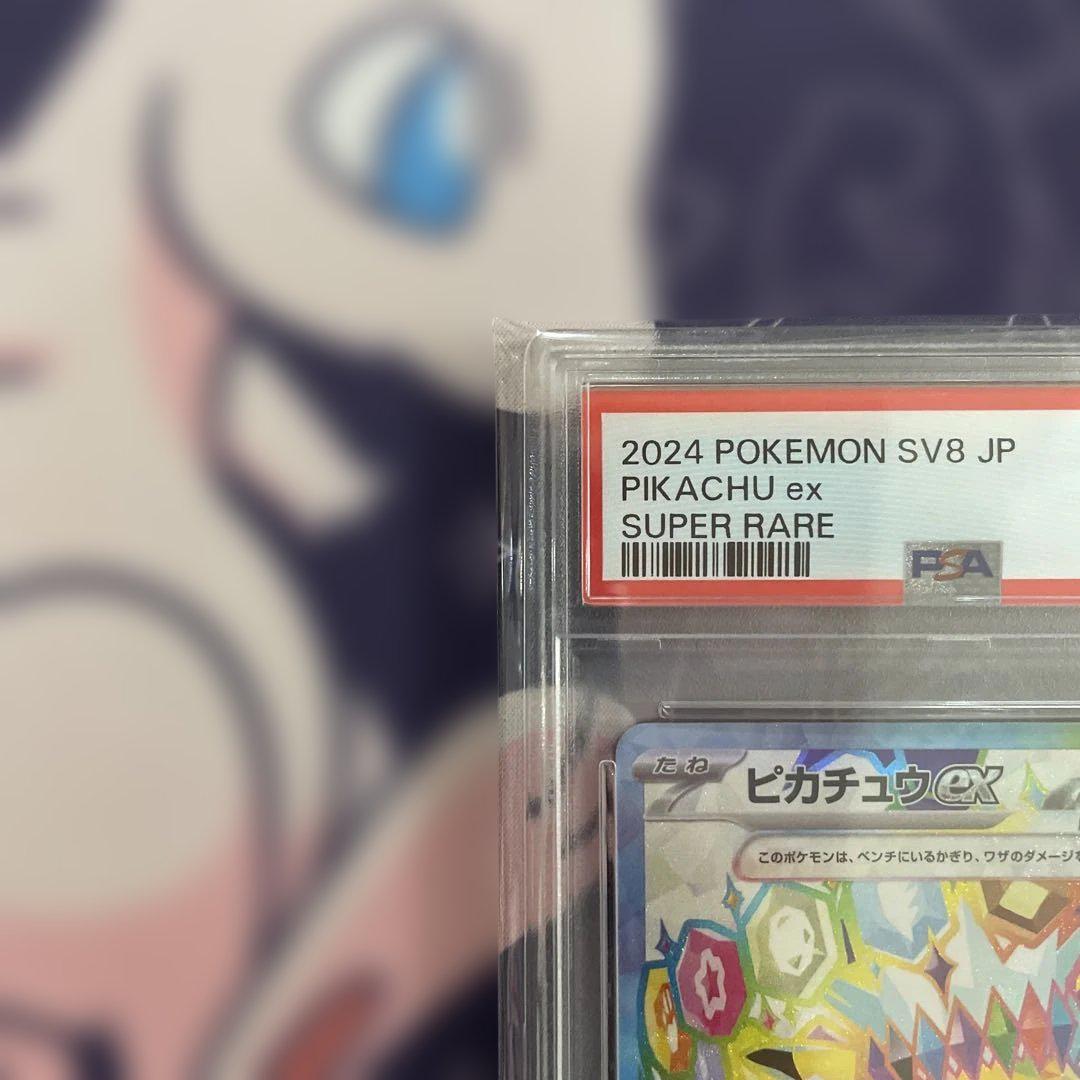 2024 POKEMON SV8 JP
PIKACHU ex
SUPER RARE
PSA
たね
ピカチュウex
このポケモンは、ベンチにいるかぎり、ワザのダメージ